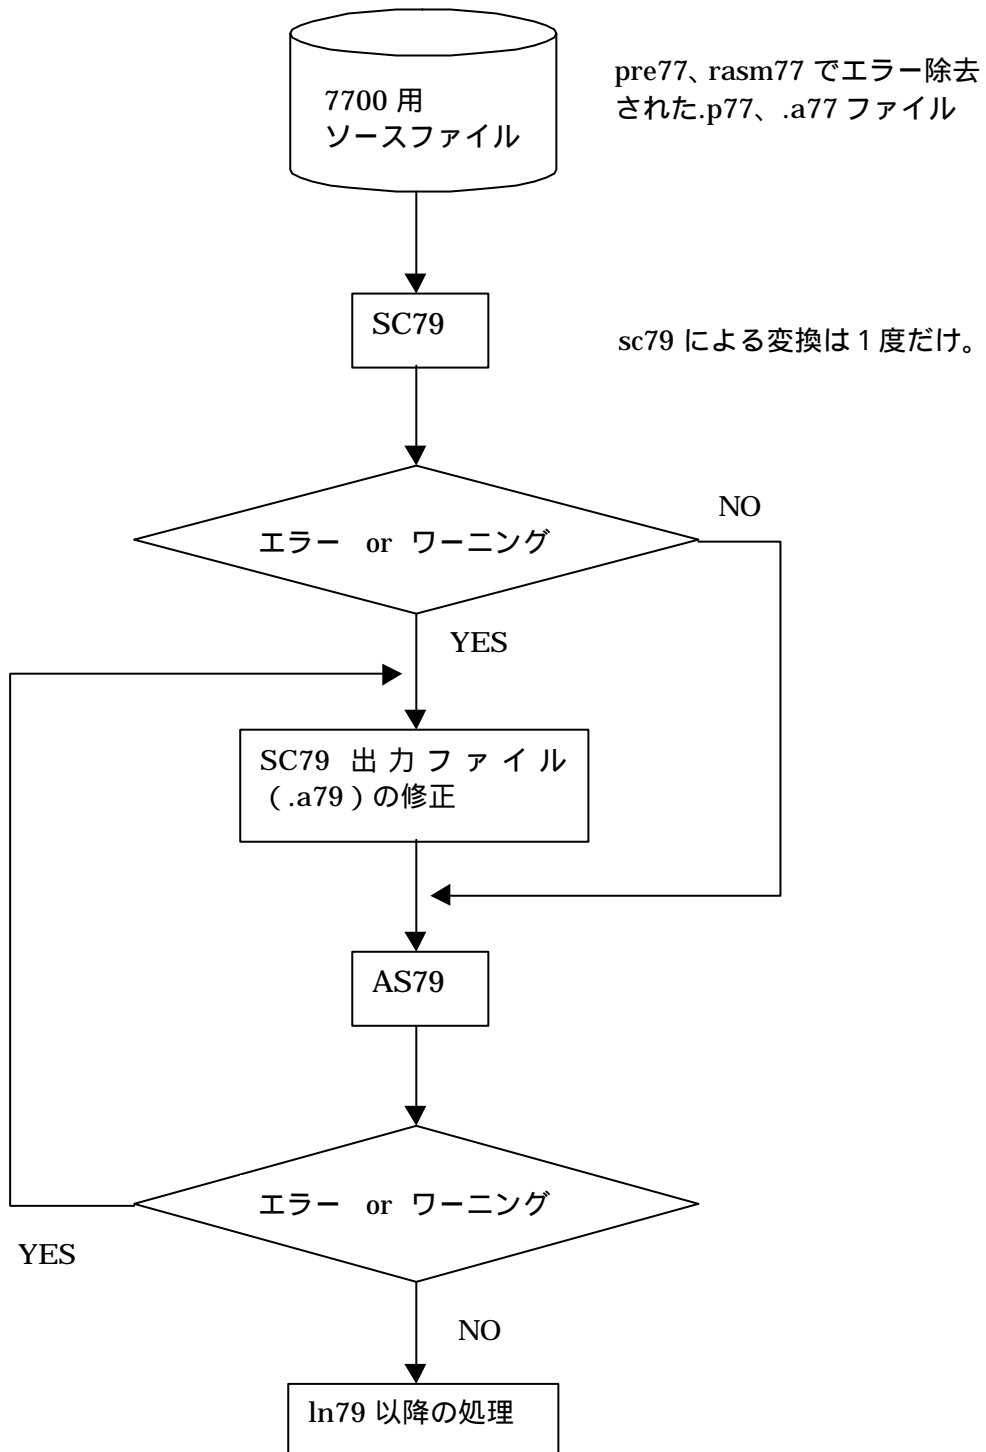 7700 用
ソースファイル
pre77、rasm77 でエラー除去
された.p77、.a77 ファイル
SC79
sc79 による変換は１度だけ。
エラー or ワーニング
NO
YES
SC79 出力ファイル
（.a79）の修正
AS79
エラー or ワーニング
YES
NO
ln79 以降の処理